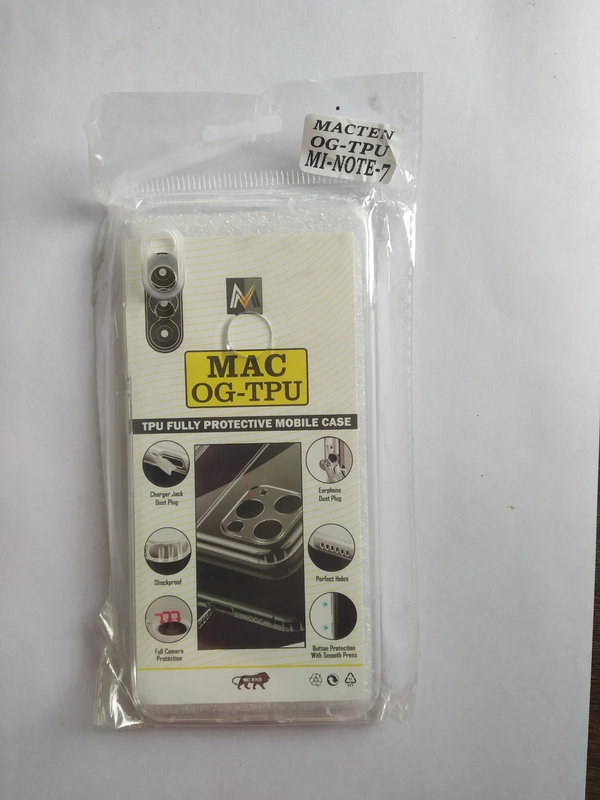 MACTEN
OG-TPU
MI-NOTE-7
MAC
OG-TPU
TPU FULLY PROTECTIVE MOBILE CASE
Charger Jack
Dust Plug
Earphone
Dust Plug
Shockproof
Perfect Holes
Full Camera
Protection
Button Protection
With Smooth Press